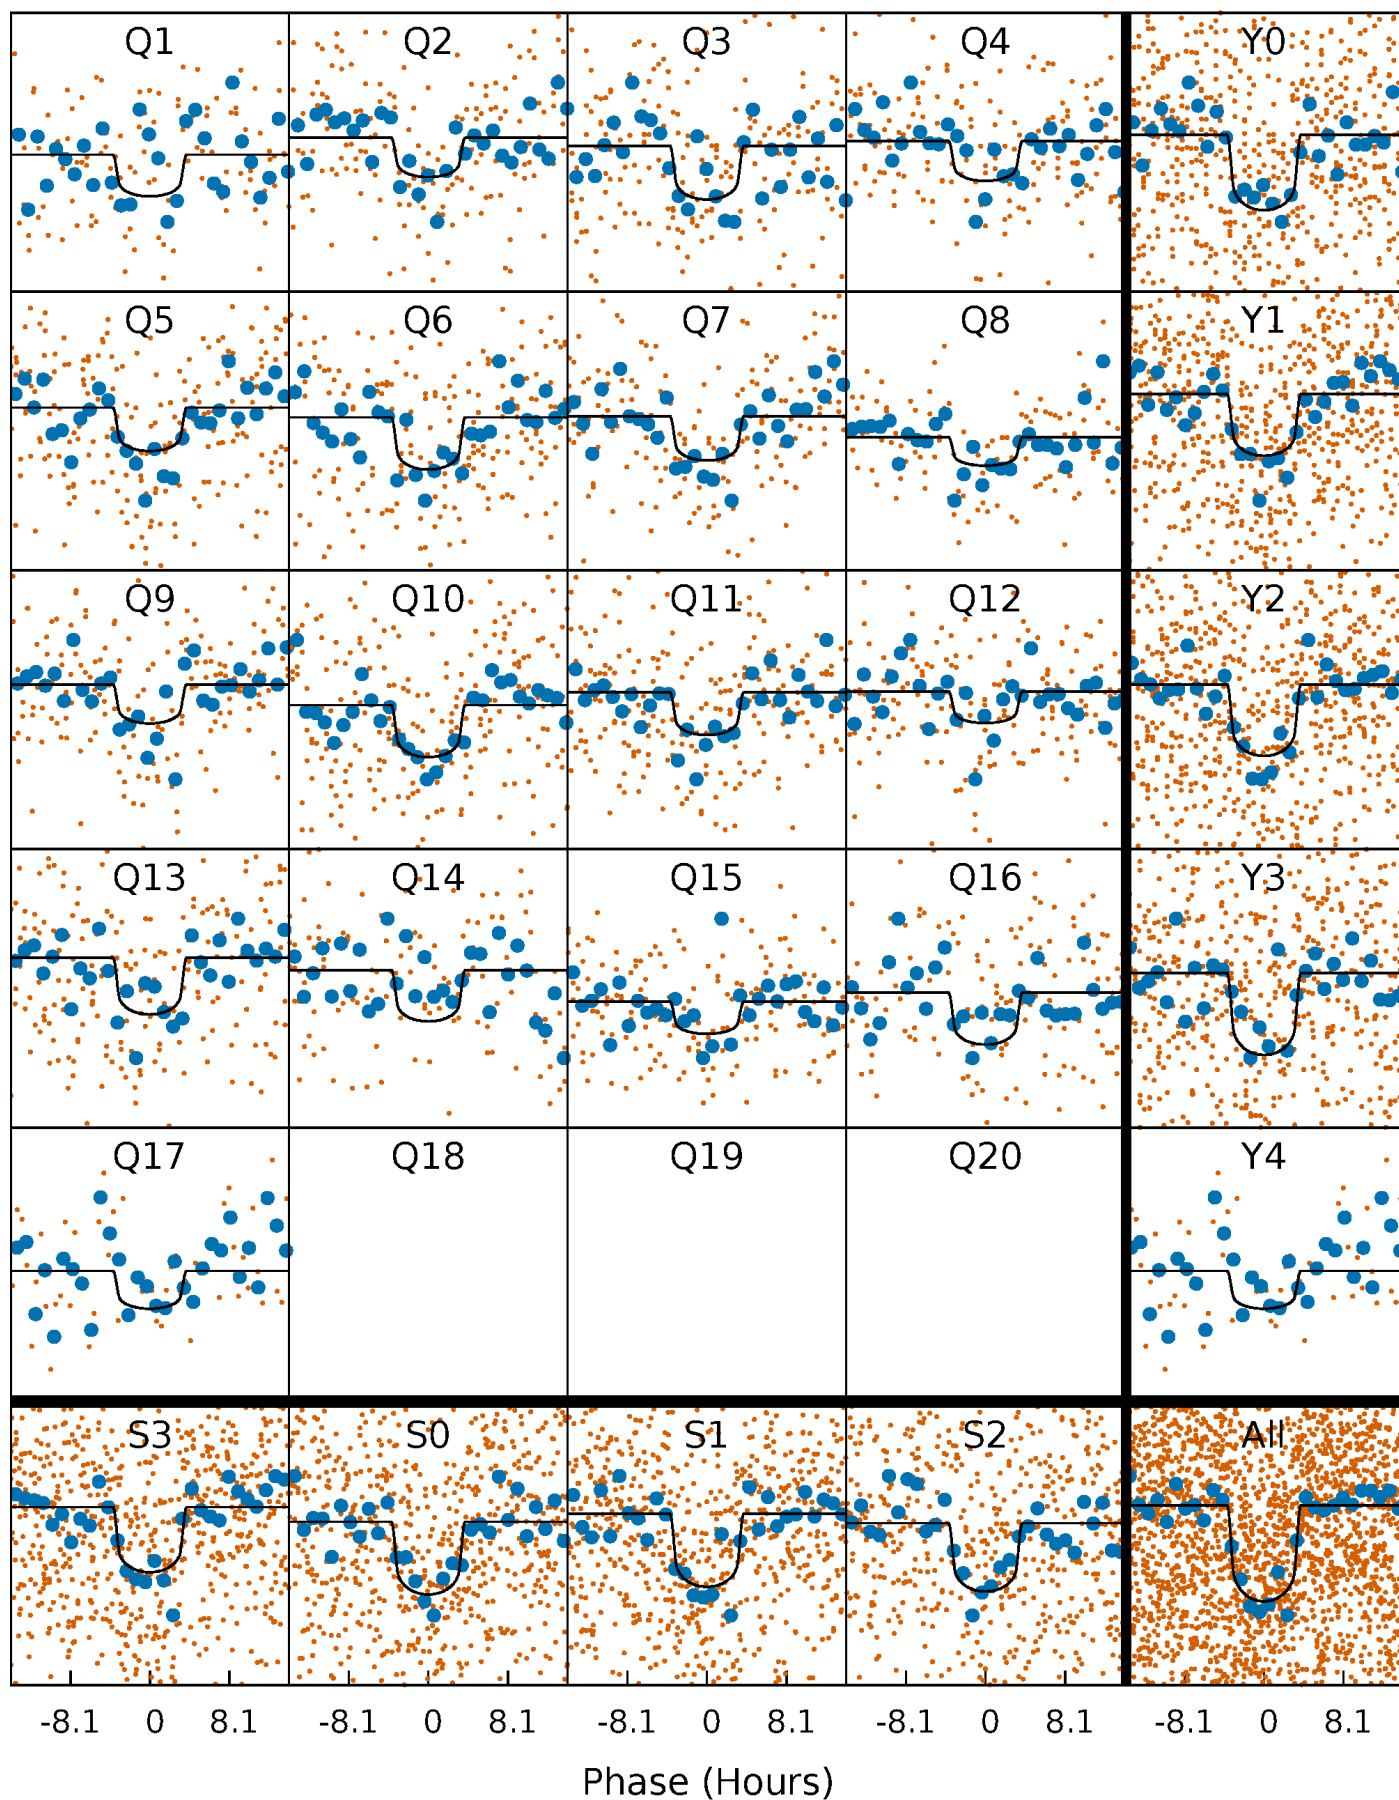 Q1 Q2 Q3 Q4 Y0
Q5 Q6 Q7 Q8 Y1
Q9 Q10 Q11 Q12 Y2
Q13 Q14 Q15 Q16 Y3
Q17 Q18 Q19 Q20 Y4
S3 S0 S1 S2 All
-8.1 0 8.1 -8.1 0 8.1 -8.1 0 8.1 -8.1 0 8.1 -8.1 0 8.1
Phase (Hours)